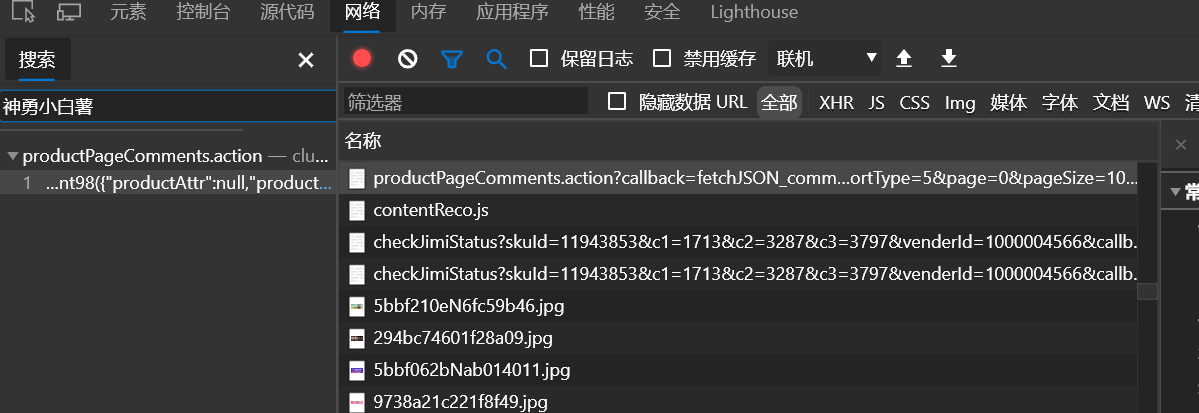 元素 控制台 源代码 网络 内存 应用程序 性能 安全 Lighthouse
搜索
保留日志 禁用缓存 联机
神勇小白薯
筛选器 隐藏数据 URL 全部 XHR JS CSS Img 媒体 字体 文档 WS 清
名称
productPageComments.action — clu...
1 ...nt98({"productAttr":null,"product...
productPageComments.action?callback=fetchJSON_comm...ortType=5&page=0&pageSize=10...
常
contentReco.js
checkJimiStatus?skuId=11943853&c1=1713&c2=3287&c3=3797&venderId=1000004566&callb...
checkJimiStatus?skuId=11943853&c1=1713&c2=3287&c3=3797&venderId=1000004566&callb...
5bbf210eN6fc59b46.jpg
294bc74601f28a09.jpg
5bbf062bNab014011.jpg
9738a21c221f8f49.jpg